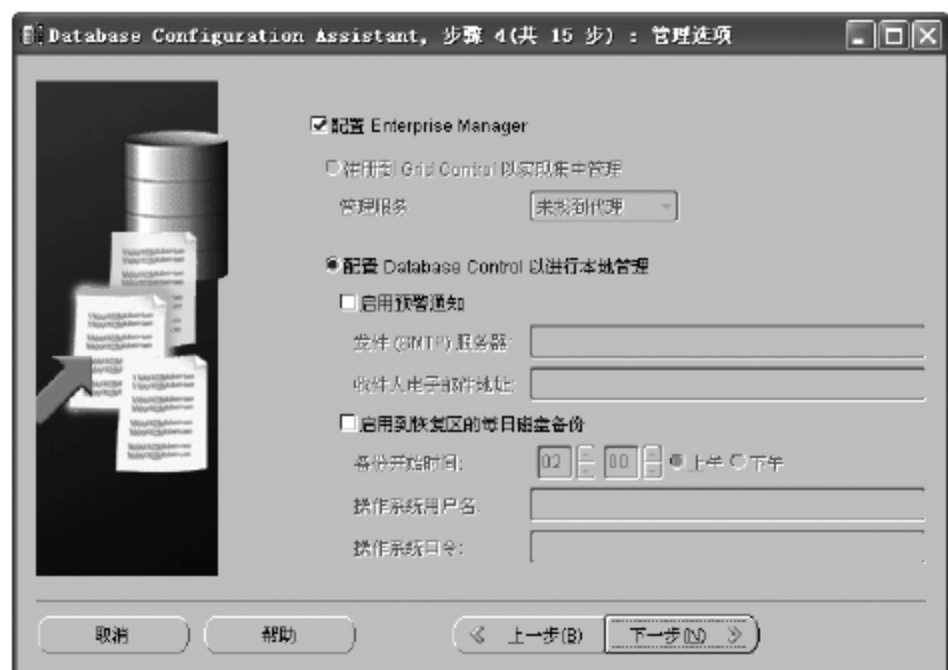 Database Configuration Assistant, 步骤 4(共 15 步) : 管理选项
配置 Enterprise Manager
注册到 Grid Control 以实现集中管理
管理服务 未找到代理
配置 Database Control 以进行本地管理
启用预警通知
发件 (SMTP) 服务器:
收件人电子邮件地址:
启用到恢复区的每日磁盘备份
备份开始时间: 02 00 上午 下午
操作系统用户名:
操作系统口令:
取消 帮助 上一步(B) 下一步(N)